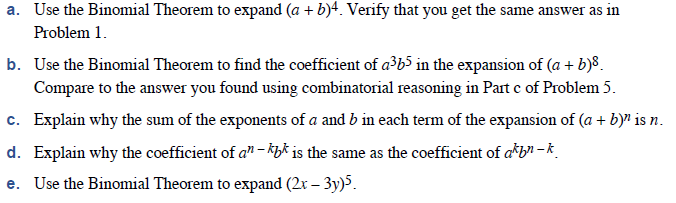 a. Use the Binomial Theorem to expand (a + b)⁴. Verify that you get the same answer as in
Problem 1.
b. Use the Binomial Theorem to find the coefficient of a³b⁵ in the expansion of (a + b)⁸.
Compare to the answer you found using combinatorial reasoning in Part c of Problem 5.
c. Explain why the sum of the exponents of a and b in each term of the expansion of (a + b)ⁿ is n.
d. Explain why the coefficient of aⁿ⁻ᵏbᵏ is the same as the coefficient of aᵏbⁿ⁻ᵏ.
e. Use the Binomial Theorem to expand (2x – 3y)⁵.